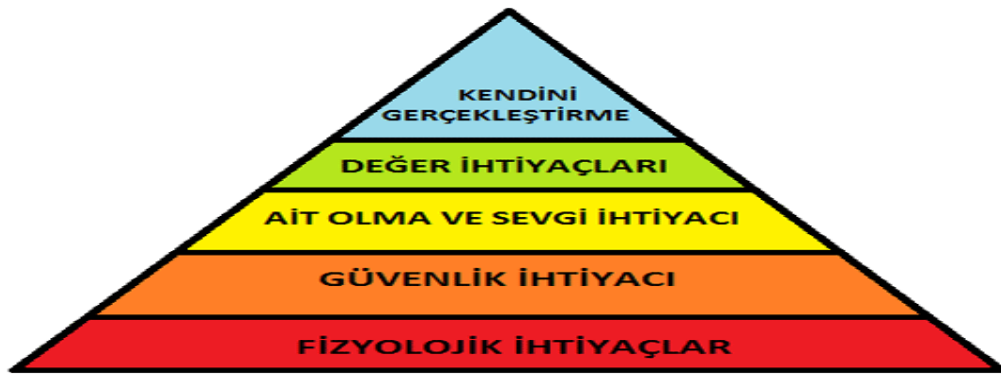 KENDİNİ
GERÇEKLEŞTİRME
DEĞER İHTİYAÇLARI
AİT OLMA VE SEVGİ İHTİYACI
GÜVENLİK İHTİYACI
FİZYOLOJİK İHTİYAÇLAR